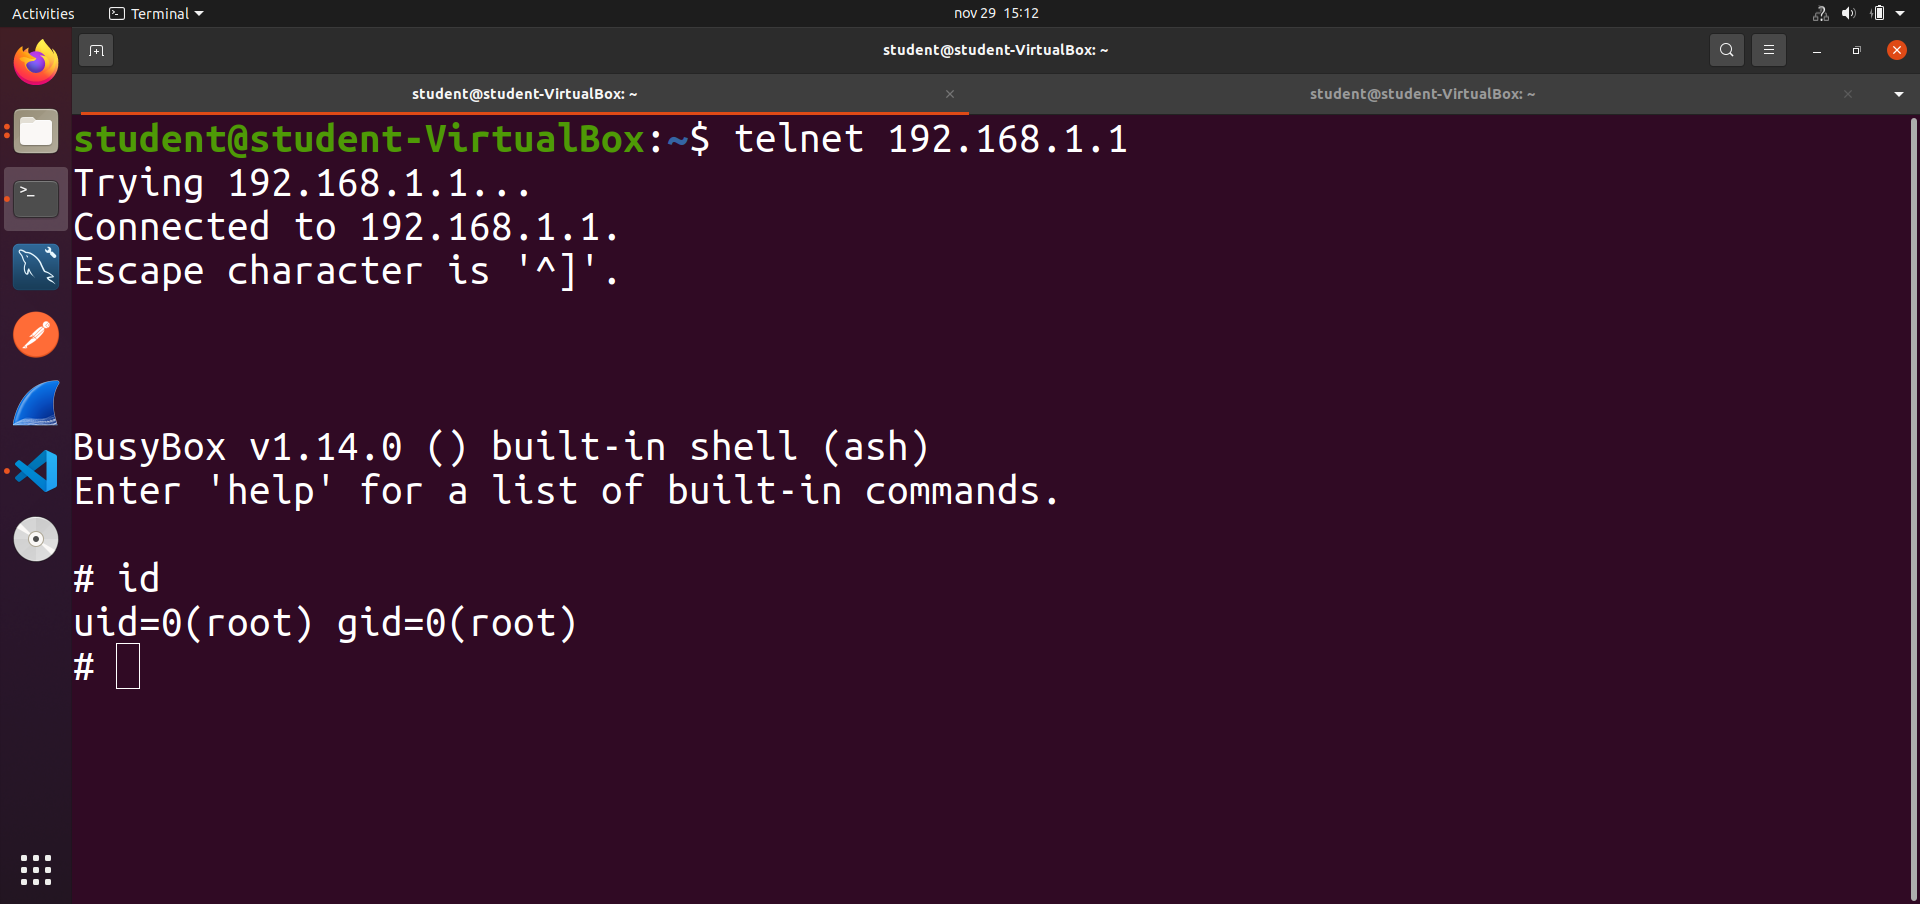 Activities
Terminal
nov 29 15:12
student@student-VirtualBox: ~
student@student-VirtualBox: ~
student@student-VirtualBox: ~
student@student-VirtualBox:~$ telnet 192.168.1.1
Trying 192.168.1.1...
Connected to 192.168.1.1.
Escape character is '^]'.
BusyBox v1.14.0 () built-in shell (ash)
Enter 'help' for a list of built-in commands.
# id
uid=0(root) gid=0(root)
#